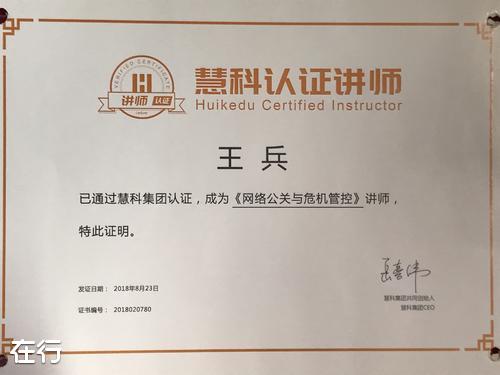 VERIFIED CERTIFICATE
讲师 认证
慧科认证讲师
Huikedu Certified Instructor
王兵
已通过慧科集团认证，成为《网络公关与危机管控》讲师，
特此证明。
发证日期： 2018年8月23日
证书编号： 2018020780
慧科集团共同创始人
慧科集团CEO
在行